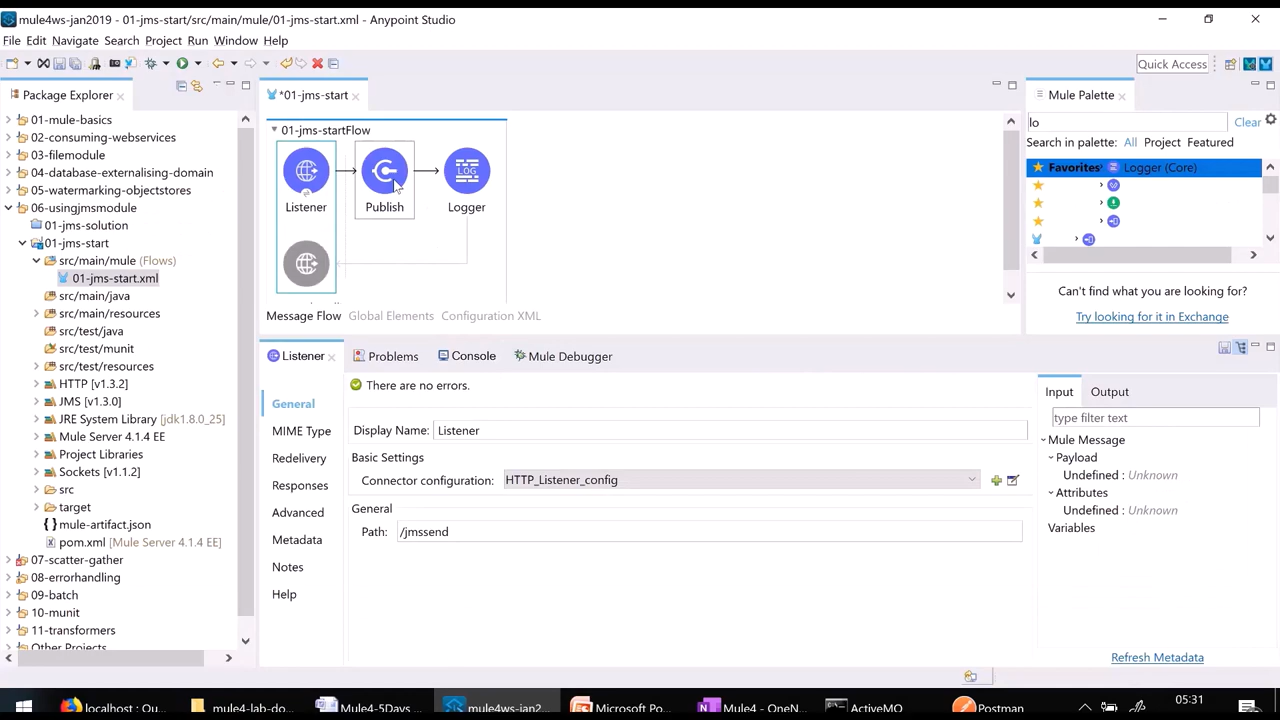 mule4ws-jan2019 - 01-jms-start/src/main/mule/01-jms-start.xml - Anypoint Studio
File Edit Navigate Search Project Run Window Help
Quick Access
Package Explorer
01-mule-basics
02-consuming-webservices
03-filemodule
04-database-externalising-domain
05-watermarking-objectstores
06-usingjmsmodule
01-jms-solution
01-jms-start
src/main/mule (Flows)
01-jms-start.xml
src/main/java
src/main/resources
src/test/java
src/test/munit
src/test/resources
HTTP [v1.3.2]
JMS [v1.3.0]
JRE System Library [jdk1.8.0_25]
Mule Server 4.1.4 EE
Project Libraries
Sockets [v1.1.2]
src
target
mule-artifact.json
pom.xml [Mule Server 4.1.4 EE]
07-scatter-gather
08-errorhandling
09-batch
10-munit
11-transformers
Other Projects
*01-jms-start
01-jms-startFlow
LOG
Listener Publish Logger
Message Flow Global Elements Configuration XML
Mule Palette
lo
Clear
Search in palette: All Project Featured
Favorites Logger (Core)
Can't find what you are looking for?
Try looking for it in Exchange
Listener Problems Console Mule Debugger
There are no errors.
General
MIME Type
Redelivery
Responses
Advanced
Metadata
Notes
Help
Display Name: Listener
Basic Settings
Connector configuration: HTTP_Listener_config
General
Path: /jmssend
Input Output
type filter text
Mule Message
Payload
Undefined : Unknown
Attributes
Undefined : Unknown
Variables
Refresh Metadata
localhost : Qu...
mule4-lab-do...
Mule4-5Days ...
mule4ws-jan2...
Microsoft Po...
Mule4 - OneN...
ActiveMQ
Postman
05:31